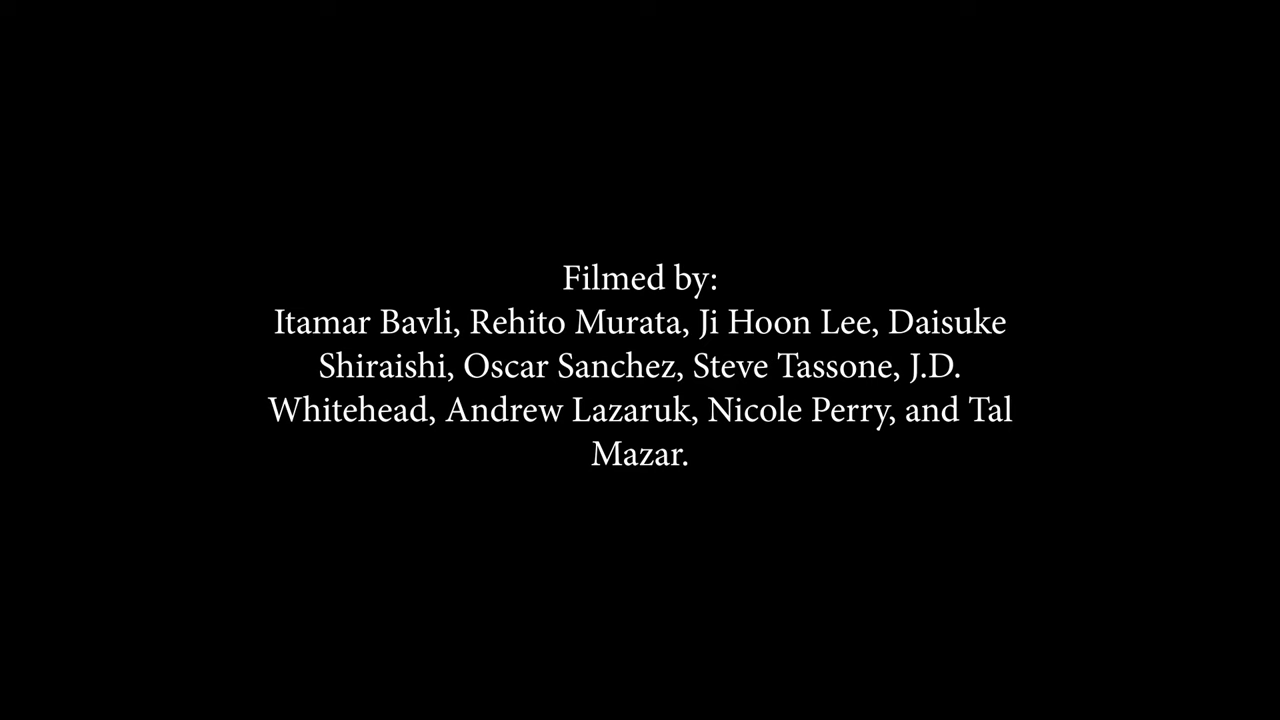 Filmed by:
Itamar Bavli, Rehito Murata, Ji Hoon Lee, Daisuke
Shiraishi, Oscar Sanchez, Steve Tassone, J.D.
Whitehead, Andrew Lazaruk, Nicole Perry, and Tal
Mazar.